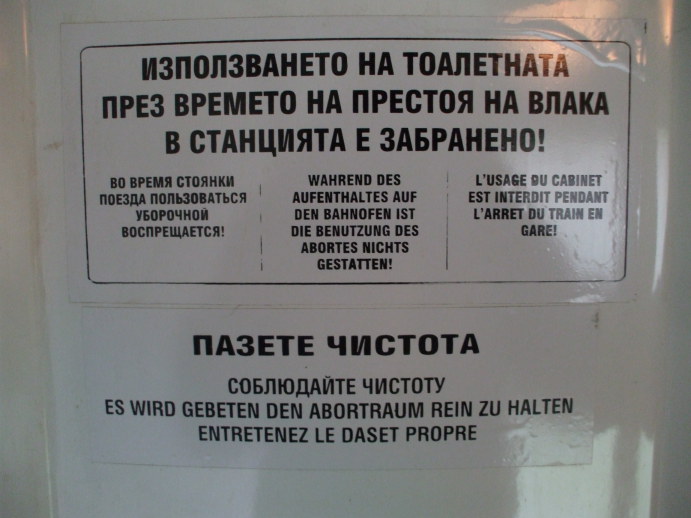 ИЗПОЛЗВАНЕТО НА ТОАЛЕТНАТА
ПРЕЗ ВРЕМЕТО НА ПРЕСТОЯ НА ВЛАКА
В СТАНЦИЯТА Е ЗАБРАНЕНО!
ВО ВРЕМЯ СТОЯНКИ
ПОЕЗДА ПОЛЬЗОВАТЬСЯ
УБОРОЧНОЙ
ВОСПРЕЩАЕТСЯ!
WAHREND DES
AUFENTHALTES AUF
DEN BAHNOFEN IST
DIE BENUTZUNG DES
ABORTES NICHTS
GESTATTEN!
L'USAGE DU CABINET
EST INTERDIT PENDANT
L'ARRET DU TRAIN EN
GARE!
ПАЗЕТЕ ЧИСТОТА
СОБЛЮДАЙТЕ ЧИСТОТУ
ES WIRD GEBETEN DEN ABORTRAUM REIN ZU HALTEN
ENTRETENEZ LE DASET PROPRE